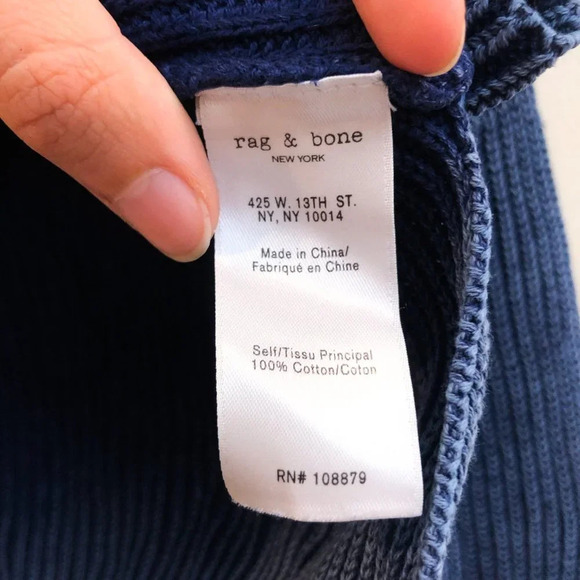 rag & bone
NEW YORK
425 W. 13TH ST.
NY, NY 10014
Made in China/
Fabriqué en Chine
Self/Tissu Principal
100% Cotton/Coton
RN# 108879